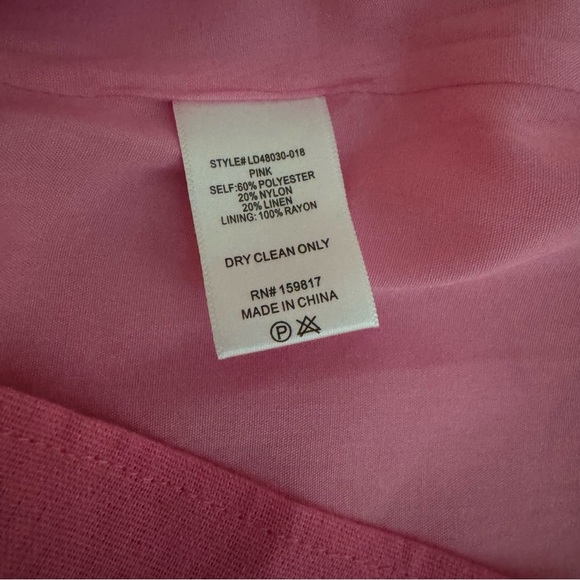 STYLE# LD48030-018
PINK
SELF:60% POLYESTER
20% NYLON
20% LINEN
LINING: 100% RAYON
DRY CLEAN ONLY
RN# 159817
MADE IN CHINA
P